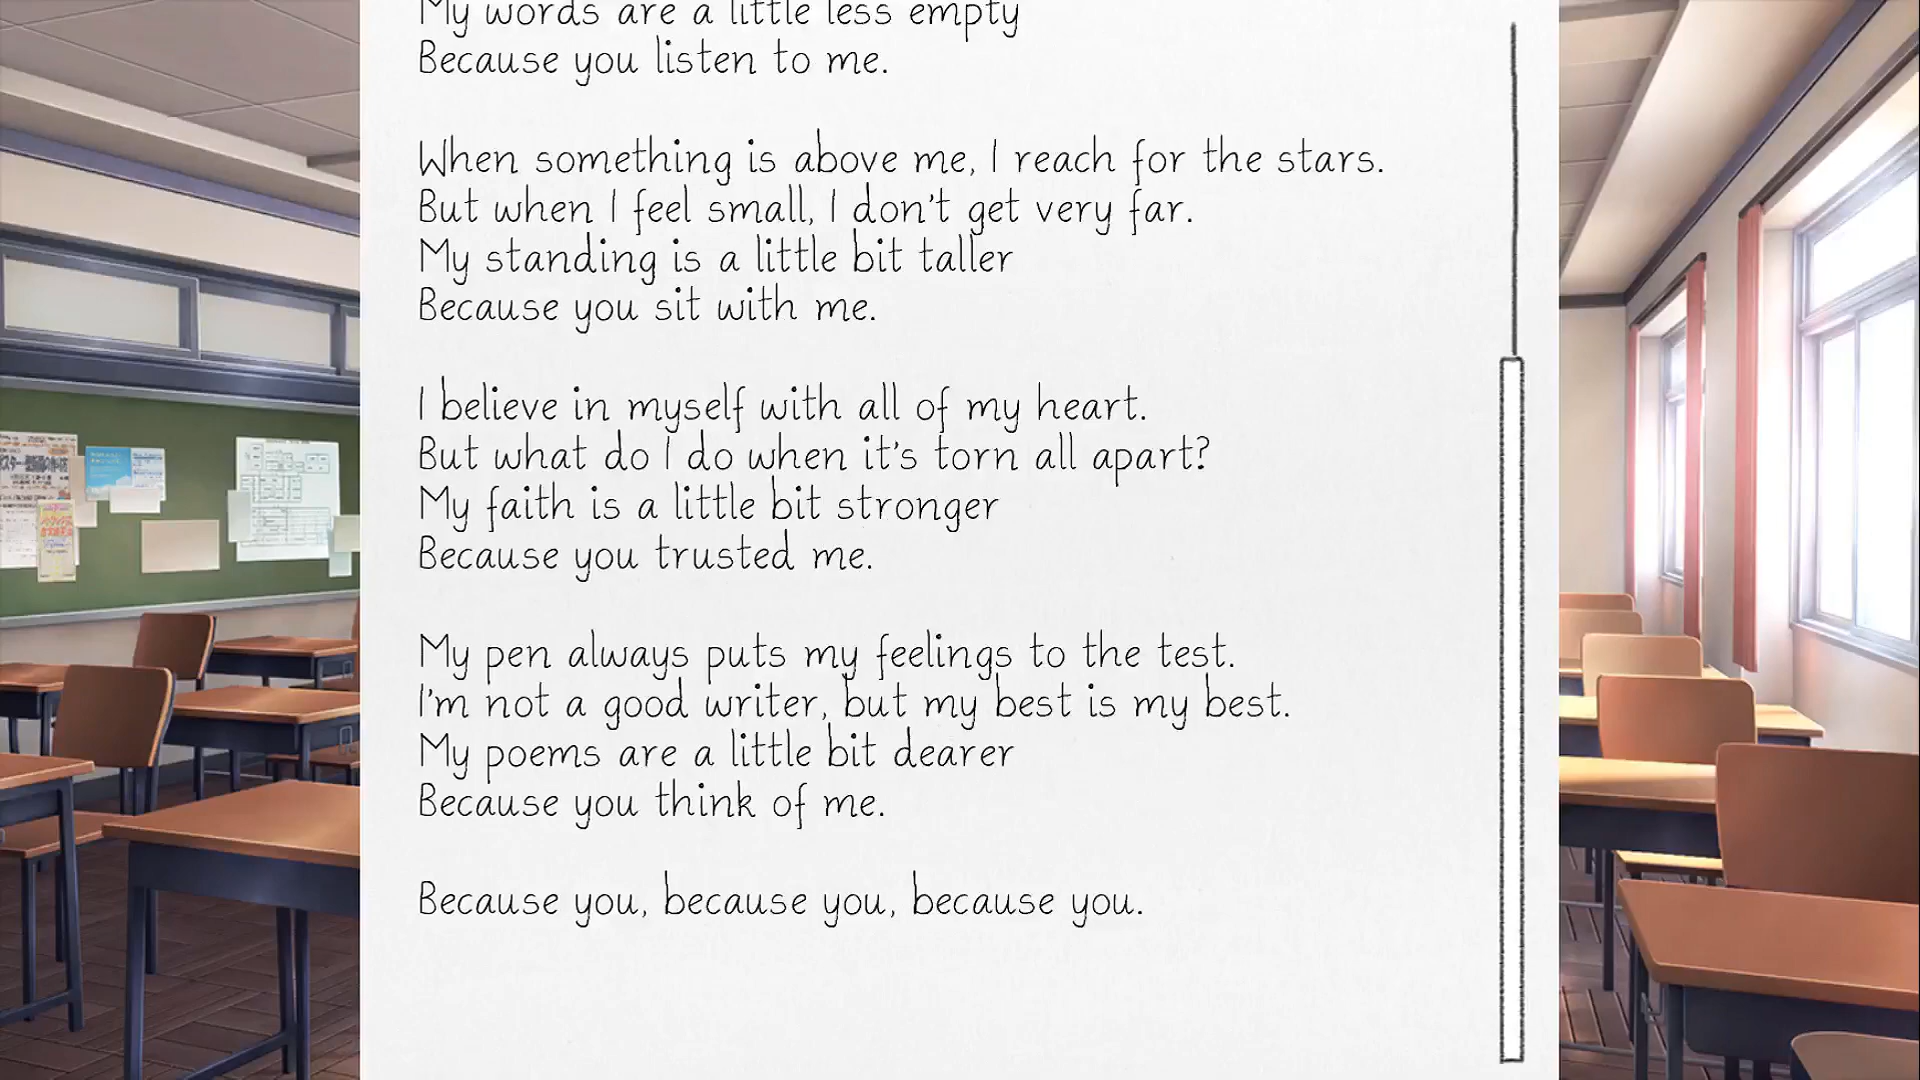 My words are a little less empty
Because you listen to me.
When something is above me, I reach for the stars.
But when I feel small, I don't get very far.
My standing is a little bit taller
Because you sit with me.
I believe in myself with all of my heart.
But what do I do when it's torn all apart?
My faith is a little bit stronger
Because you trusted me.
My pen always puts my feelings to the test.
I'm not a good writer, but my best is my best.
My poems are a little bit dearer
Because you think of me.
Because you, because you, because you.